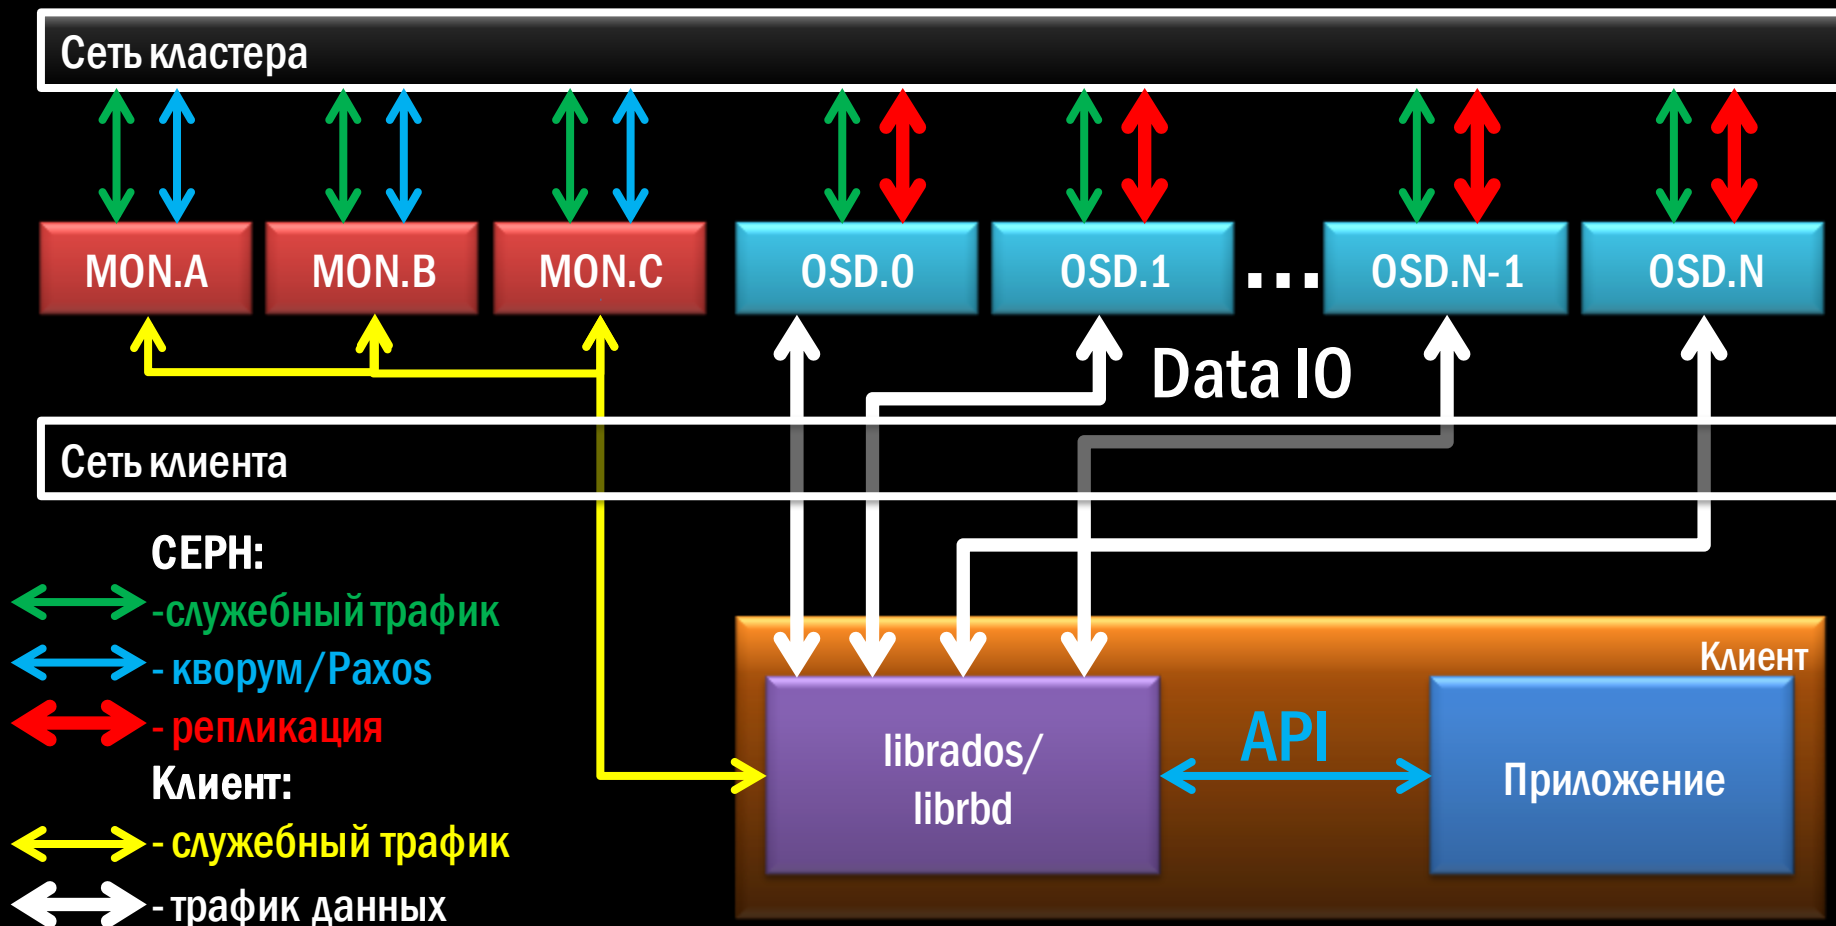 Сеть кластера
MON.A
MON.B
MON.C
OSD.0
OSD.1
...
OSD.N-1
OSD.N
Data IO
Сеть клиента
CEPH:
-служебный трафик
- кворум/Paxos
- репликация
Клиент:
- служебный трафик
- трафик данных
Клиент
librados/
librbd
API
Приложение